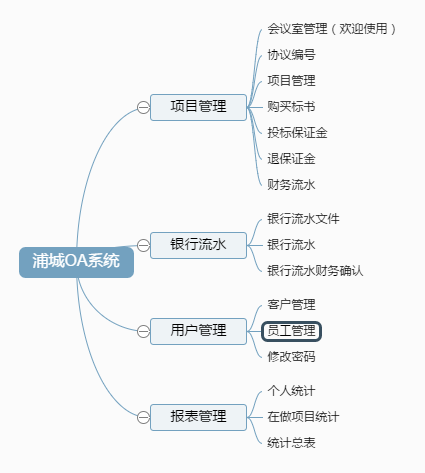 浦城OA系统
项目管理
会议室管理（欢迎使用）
协议编号
项目管理
购买标书
投标保证金
退保证金
财务流水
银行流水
银行流水文件
银行流水
银行流水财务确认
用户管理
客户管理
员工管理
修改密码
报表管理
个人统计
在做项目统计
统计总表